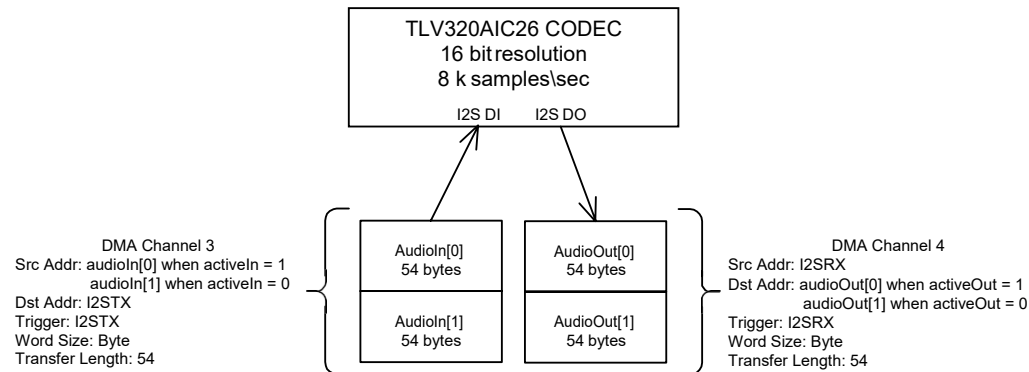 TLV320AIC26 CODEC
16 bit resolution
8 k samples\sec
I2S DI
I2S DO
AudioIn[0]
54 bytes
AudioIn[1]
54 bytes
AudioOut[0]
54 bytes
AudioOut[1]
54 bytes
DMA Channel 3
Src Addr: audioIn[0] when activeIn = 1
audioIn[1] when activeIn = 0
Dst Addr: I2STX
Trigger: I2STX
Word Size: Byte
Transfer Length: 54
DMA Channel 4
Src Addr: I2SRX
Dst Addr: audioOut[0] when activeOut = 1
audioOut[1] when activeOut = 0
Trigger: I2SRX
Word Size: Byte
Transfer Length: 54